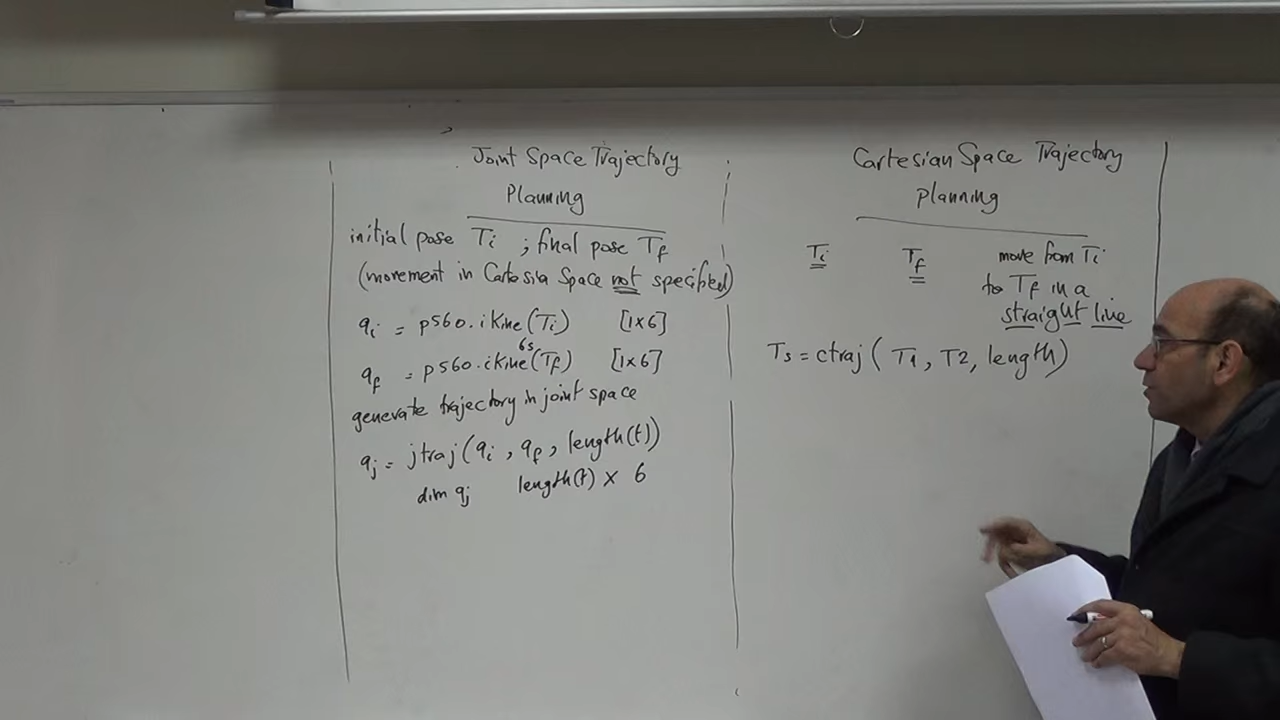 Joint Space Trajectory
Planning
initial pose Ti ; final pose Tf
(movement in Cartesian Space not specified)
qi = p560.ikine(Ti) [1x6]
6s
qf = p560.ikine(Tf) [1x6]
generate trajectory in joint space
qj = jtraj(qi, qf, length(t))
dim qj length(t) x 6
Cartesian Space Trajectory
planning
Ti Tf move from Ti
to Tf in a
straight line
Ts = ctraj(T1, T2, length)